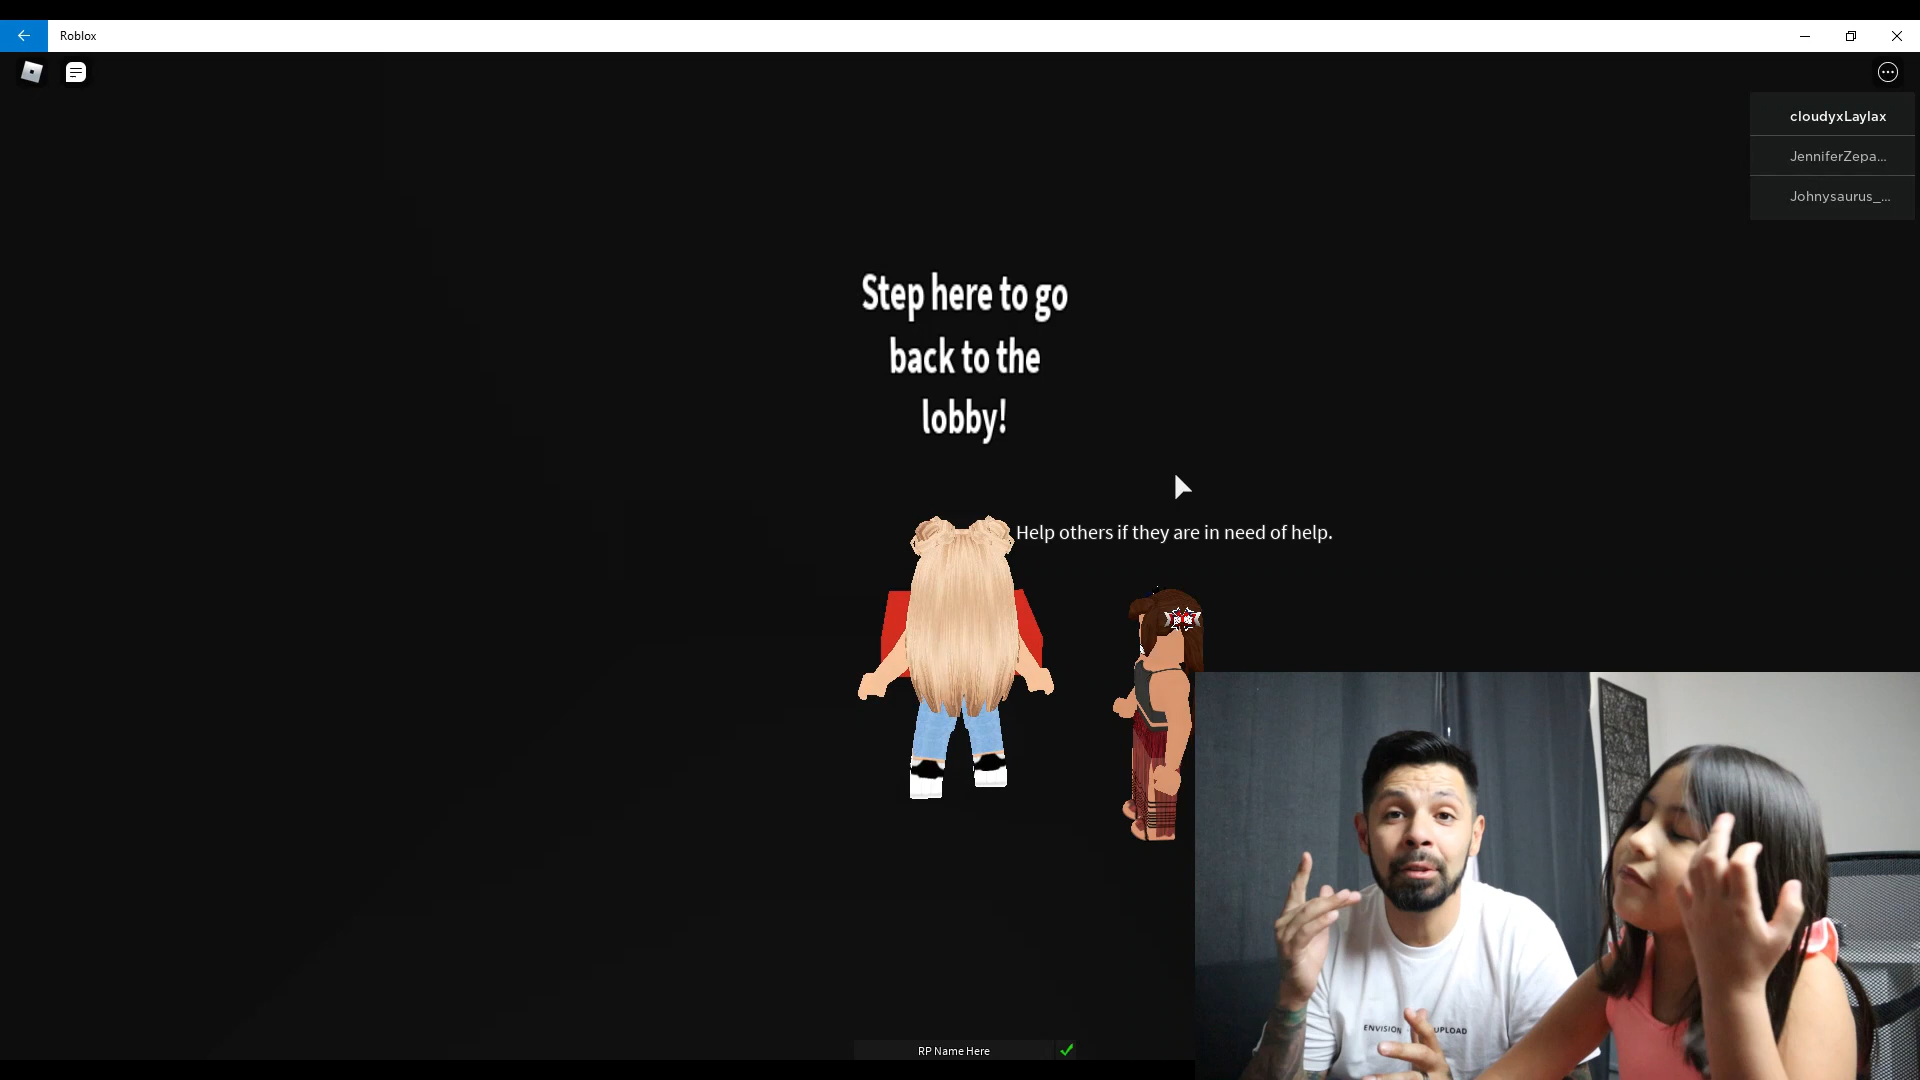 Roblox
cloudyxLaylax
JenniferZepa...
Johnysaurus_...
Step here to go
back to the
lobby!
Help others if they are in need of help.
ENVISION UPLOAD
RP Name Here